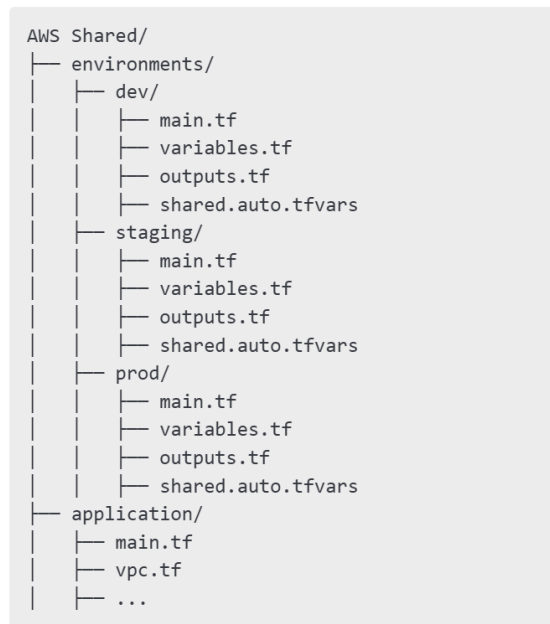 AWS Shared/
├── environments/
│   ├── dev/
│   │   ├── main.tf
│   │   ├── variables.tf
│   │   ├── outputs.tf
│   │   ├── shared.auto.tfvars
│   ├── staging/
│   │   ├── main.tf
│   │   ├── variables.tf
│   │   ├── outputs.tf
│   │   ├── shared.auto.tfvars
│   ├── prod/
│   │   ├── main.tf
│   │   ├── variables.tf
│   │   ├── outputs.tf
│   │   ├── shared.auto.tfvars
├── application/
│   ├── main.tf
│   ├── vpc.tf
│   ├── ...